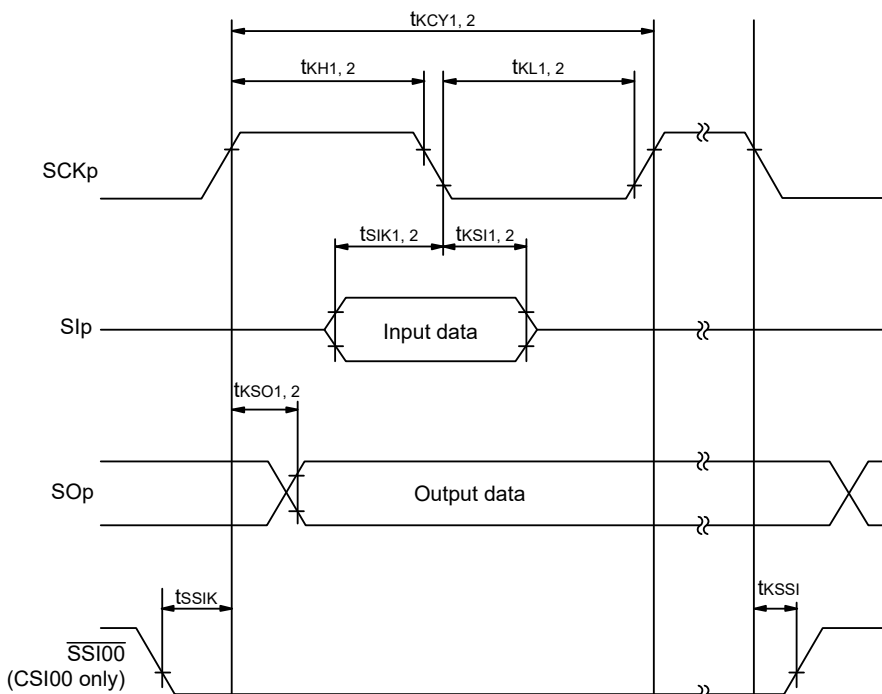 tKCY1, 2
tKH1, 2
tKL1, 2
SCKp
tSIK1, 2
tKSI1, 2
SIp
Input data
tKSO1, 2
SOp
Output data
tSSIK
tKSSI
SSI00
(CSI00 only)